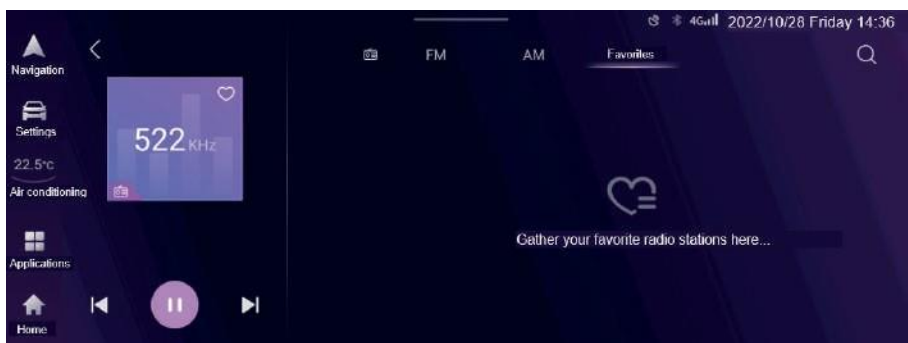 4G 2022/10/28 Friday 14:36
Navigation
FM AM Favorites
Settings
522 KHz
22.5°c
Air conditioning
Gather your favorite radio stations here...
Applications
Home